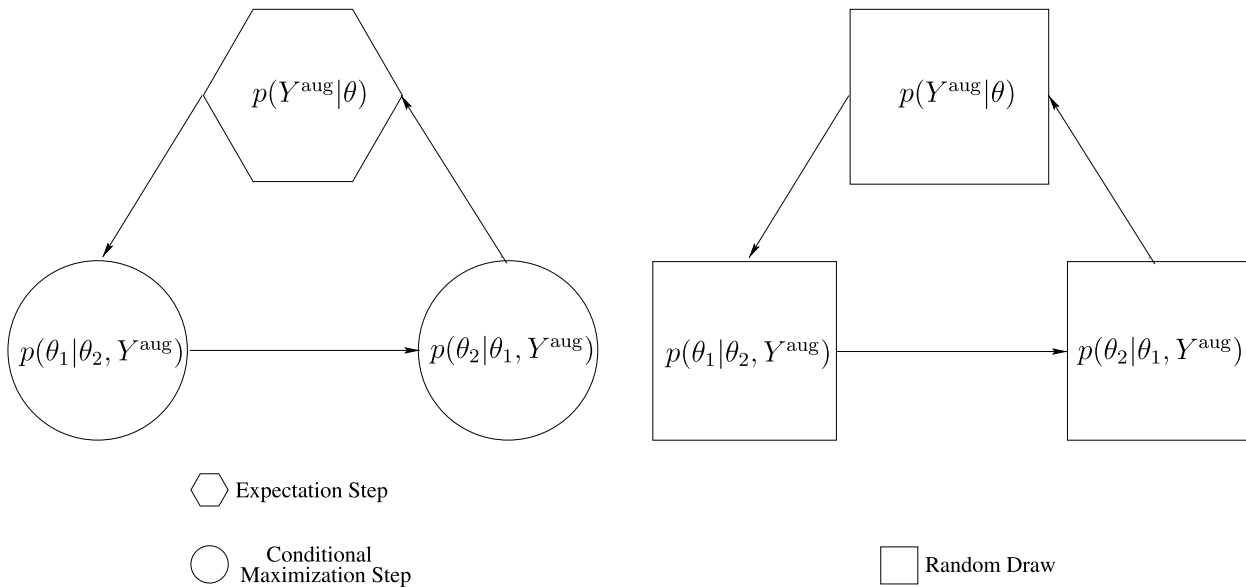 p(Y^aug|θ)
p(Y^aug|θ)
p(θ₁|θ₂, Y^aug)
p(θ₂|θ₁, Y^aug)
p(θ₁|θ₂, Y^aug)
p(θ₂|θ₁, Y^aug)
Expectation Step
Conditional
Maximization Step
Random Draw